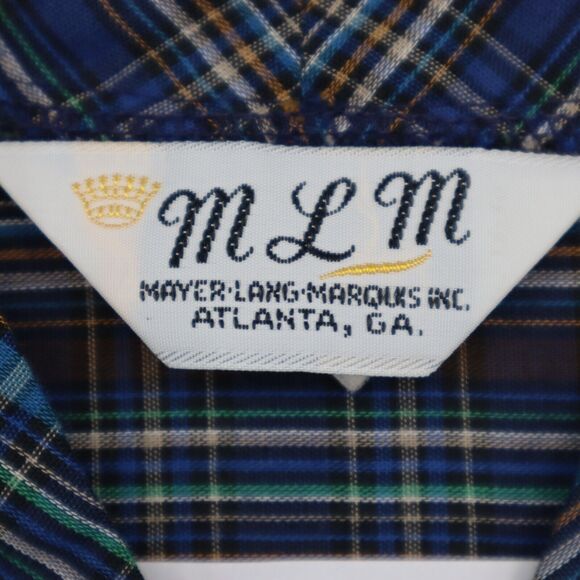 MLM
MAYER·LANG·MARQUIS INC.
ATLANTA, GA.